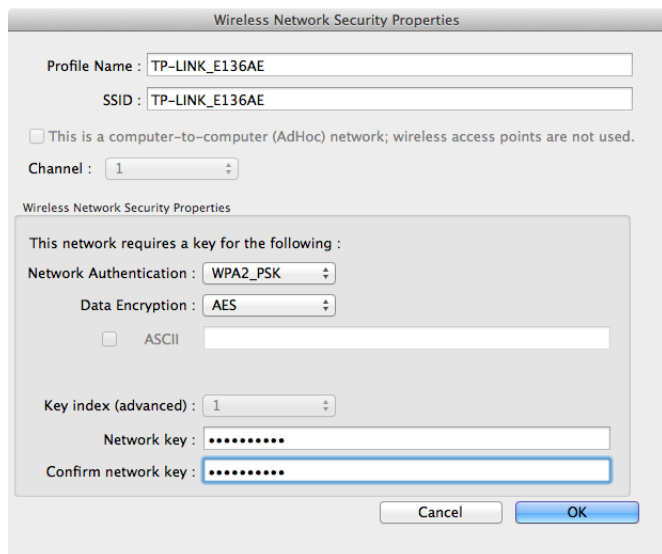 Wireless Network Security Properties
Profile Name : TP-LINK_E136AE
SSID : TP-LINK_E136AE
This is a computer-to-computer (AdHoc) network; wireless access points are not used.
Channel : 1
Wireless Network Security Properties
This network requires a key for the following :
Network Authentication : WPA2_PSK
Data Encryption : AES
ASCII
Key index (advanced) : 1
Network key : ••••••••••
Confirm network key : ••••••••••
Cancel OK